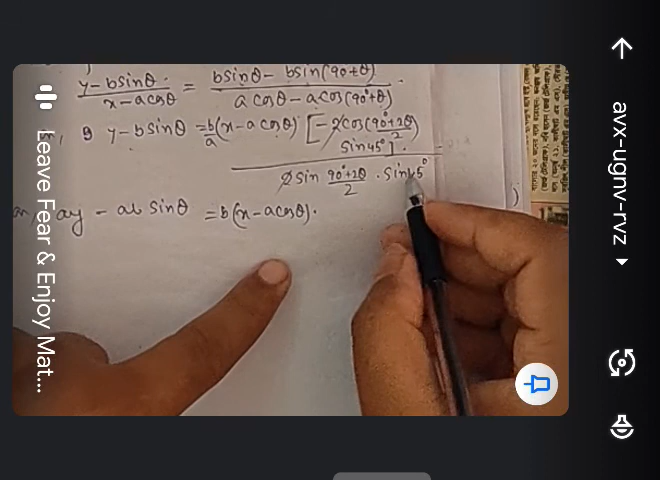 y - b sinθ / x - a cosθ = b sinθ - b sin(90+θ) / a cosθ - a cos(90°+θ)
y - b sinθ = b/a (x - a cosθ) [-2cos(90°+2θ)/2
sin45°].
2 sin 90°+2θ/2 . sin45°
ay - ab sinθ = b(x - a cosθ).
Leave Fear & Enjoy Mat...
avx-ugnv-rvz